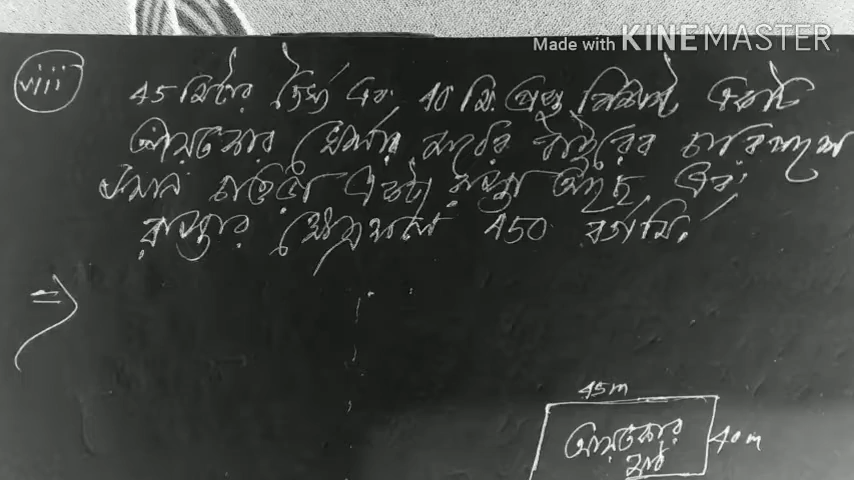 Made with KINEMASTER
viii
45 মিটার দৈর্ঘ্য এবং 40 মি. প্রস্থ বিশিষ্ট একটি
আয়তকার খেলার মাঠের বাইরের চারিপাশে
সমান চওড়া একটা রাস্তা আছে এবং
রাস্তার ক্ষেত্রফল 450 বর্গমি.
⇒
45m
আয়তকার
মাঠ
40m